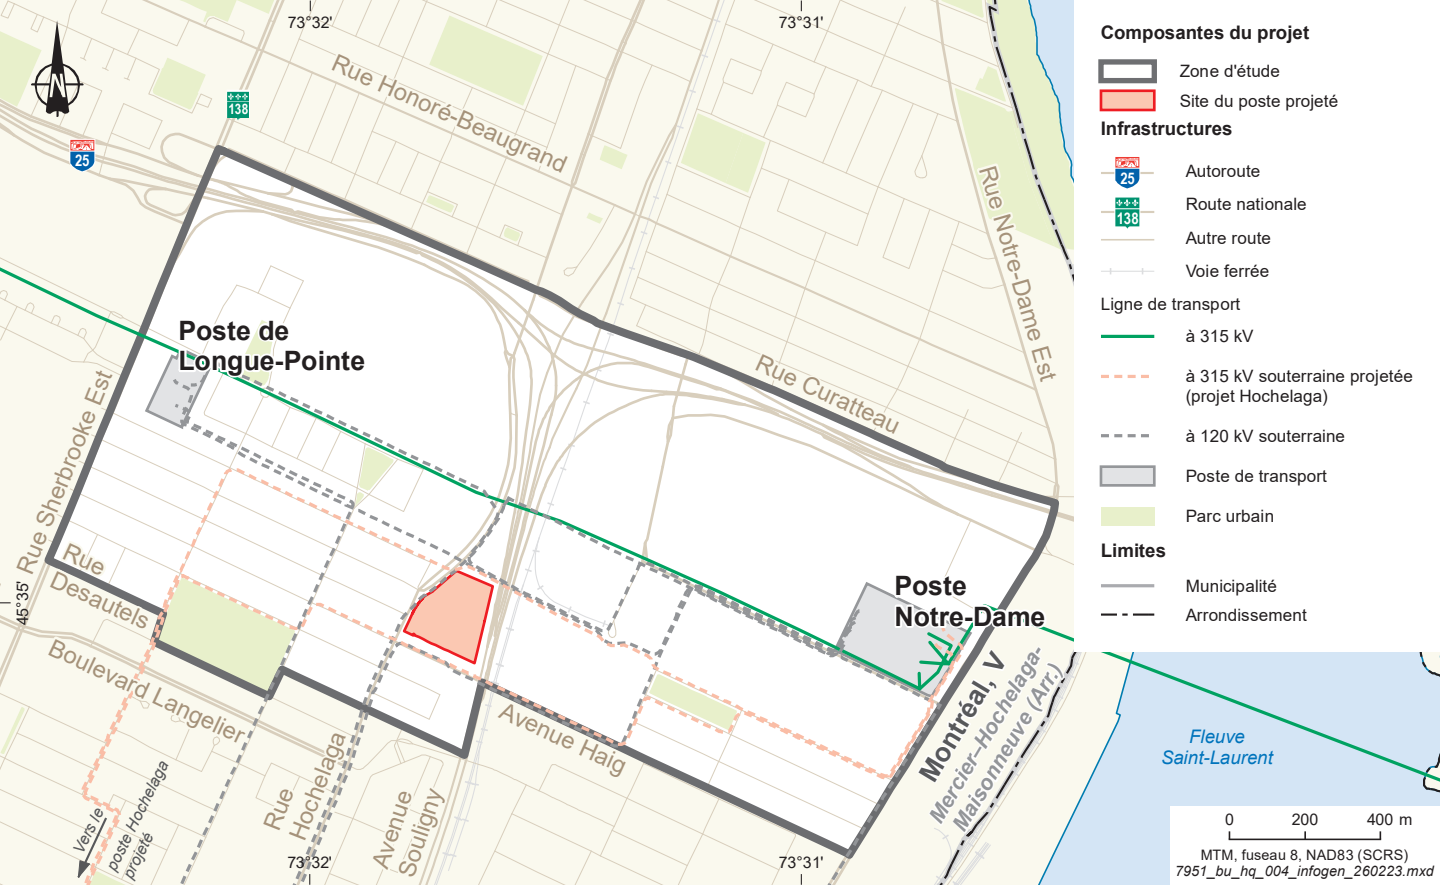 73°32'
73°31'
Rue Honoré-Beaugrand
138
25
Rue Notre-Dame Est
Poste de
Longue-Pointe
Rue Curatteau
Rue Sherbrooke Est
45°35'
Rue
Desautels
Boulevard Langelier
Poste
Notre-Dame
Montréal, V
Mercier–Hochelaga-
Maisonneuve (Arr.)
Avenue Haig
Rue
Hochelaga
Avenue
Souligny
Vers le
poste Hochelaga
projeté
73°32'
73°31'
Fleuve
Saint-Laurent
Composantes du projet
Zone d'étude
Site du poste projeté
Infrastructures
25
Autoroute
138
Route nationale
Autre route
Voie ferrée
Ligne de transport
à 315 kV
à 315 kV souterraine projetée
(projet Hochelaga)
à 120 kV souterraine
Poste de transport
Parc urbain
Limites
Municipalité
Arrondissement
0 200 400 m
MTM, fuseau 8, NAD83 (SCRS)
7951_bu_hq_004_infogen_260223.mxd